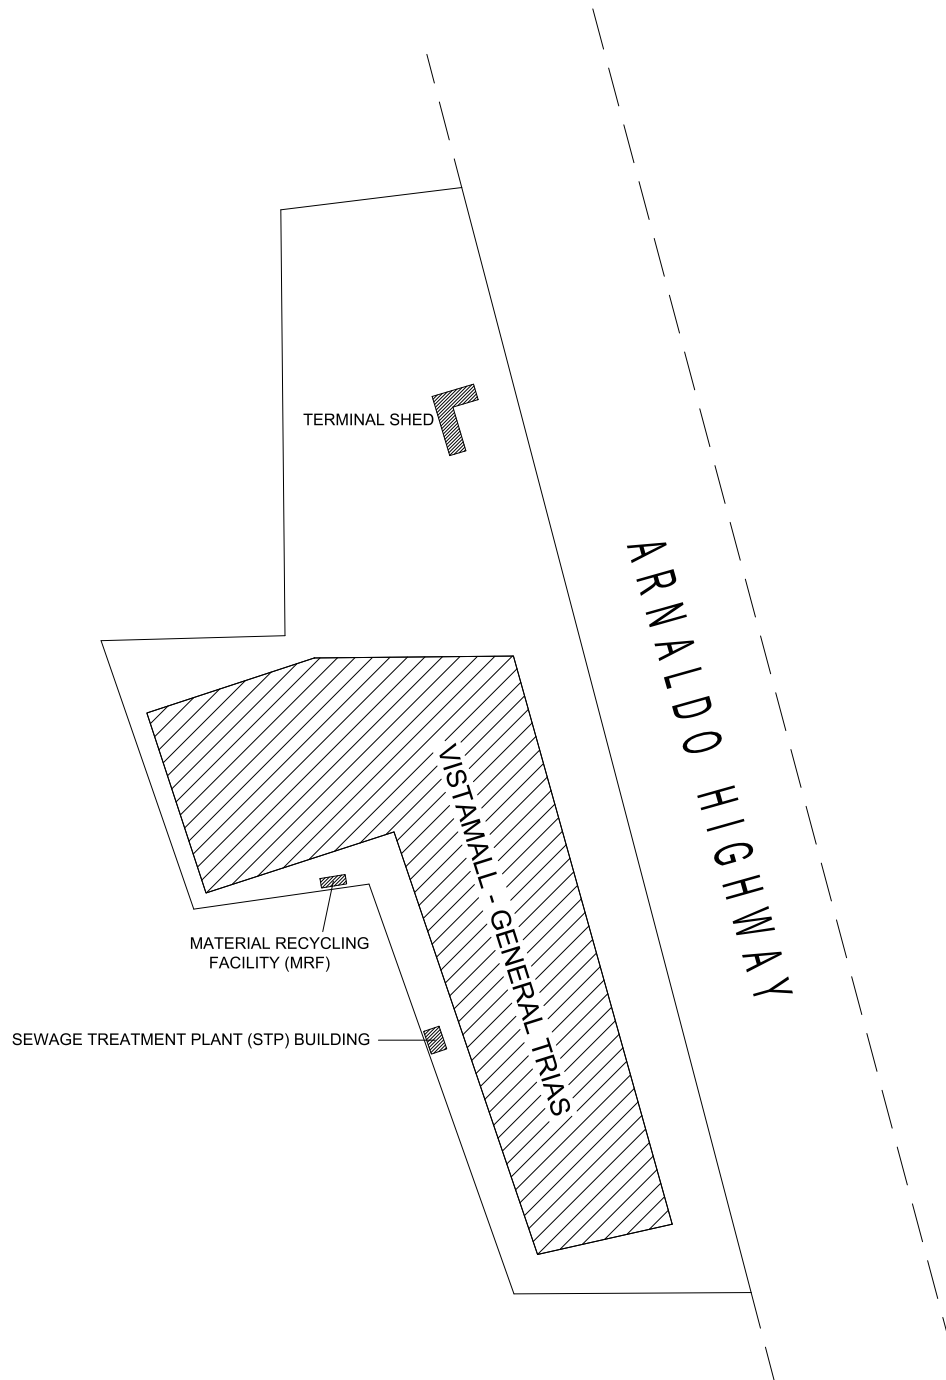 TERMINAL SHED
ARNALDO HIGHWAY
VISTAMALL - GENERAL TRIAS
MATERIAL RECYCLING
FACILITY (MRF)
SEWAGE TREATMENT PLANT (STP) BUILDING